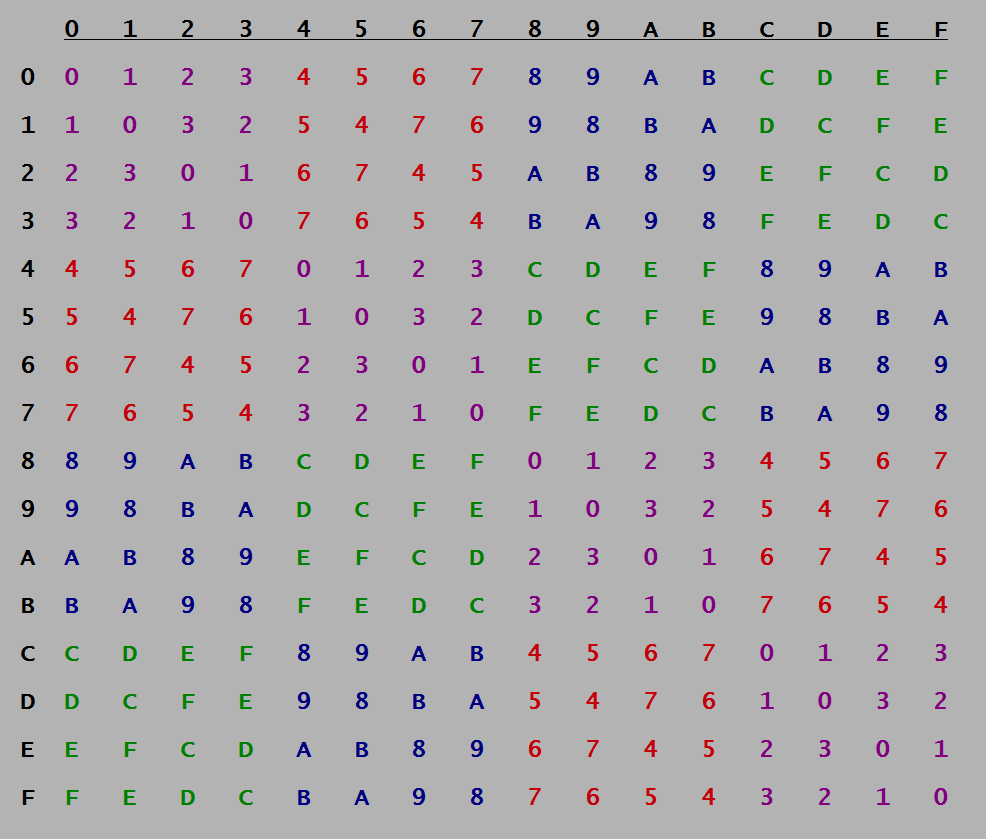 0 1 2 3 4 5 6 7 8 9 A B C D E F
0 0 1 2 3 4 5 6 7 8 9 A B C D E F
1 1 0 3 2 5 4 7 6 9 8 B A D C F E
2 2 3 0 1 6 7 4 5 A B 8 9 E F C D
3 3 2 1 0 7 6 5 4 B A 9 8 F E D C
4 4 5 6 7 0 1 2 3 C D E F 8 9 A B
5 5 4 7 6 1 0 3 2 D C F E 9 8 B A
6 6 7 4 5 2 3 0 1 E F C D A B 8 9
7 7 6 5 4 3 2 1 0 F E D C B A 9 8
8 8 9 A B C D E F 0 1 2 3 4 5 6 7
9 9 8 B A D C F E 1 0 3 2 5 4 7 6
A A B 8 9 E F C D 2 3 0 1 6 7 4 5
B B A 9 8 F E D C 3 2 1 0 7 6 5 4
C C D E F 8 9 A B 4 5 6 7 0 1 2 3
D D C F E 9 8 B A 5 4 7 6 1 0 3 2
E E F C D A B 8 9 6 7 4 5 2 3 0 1
F F E D C B A 9 8 7 6 5 4 3 2 1 0